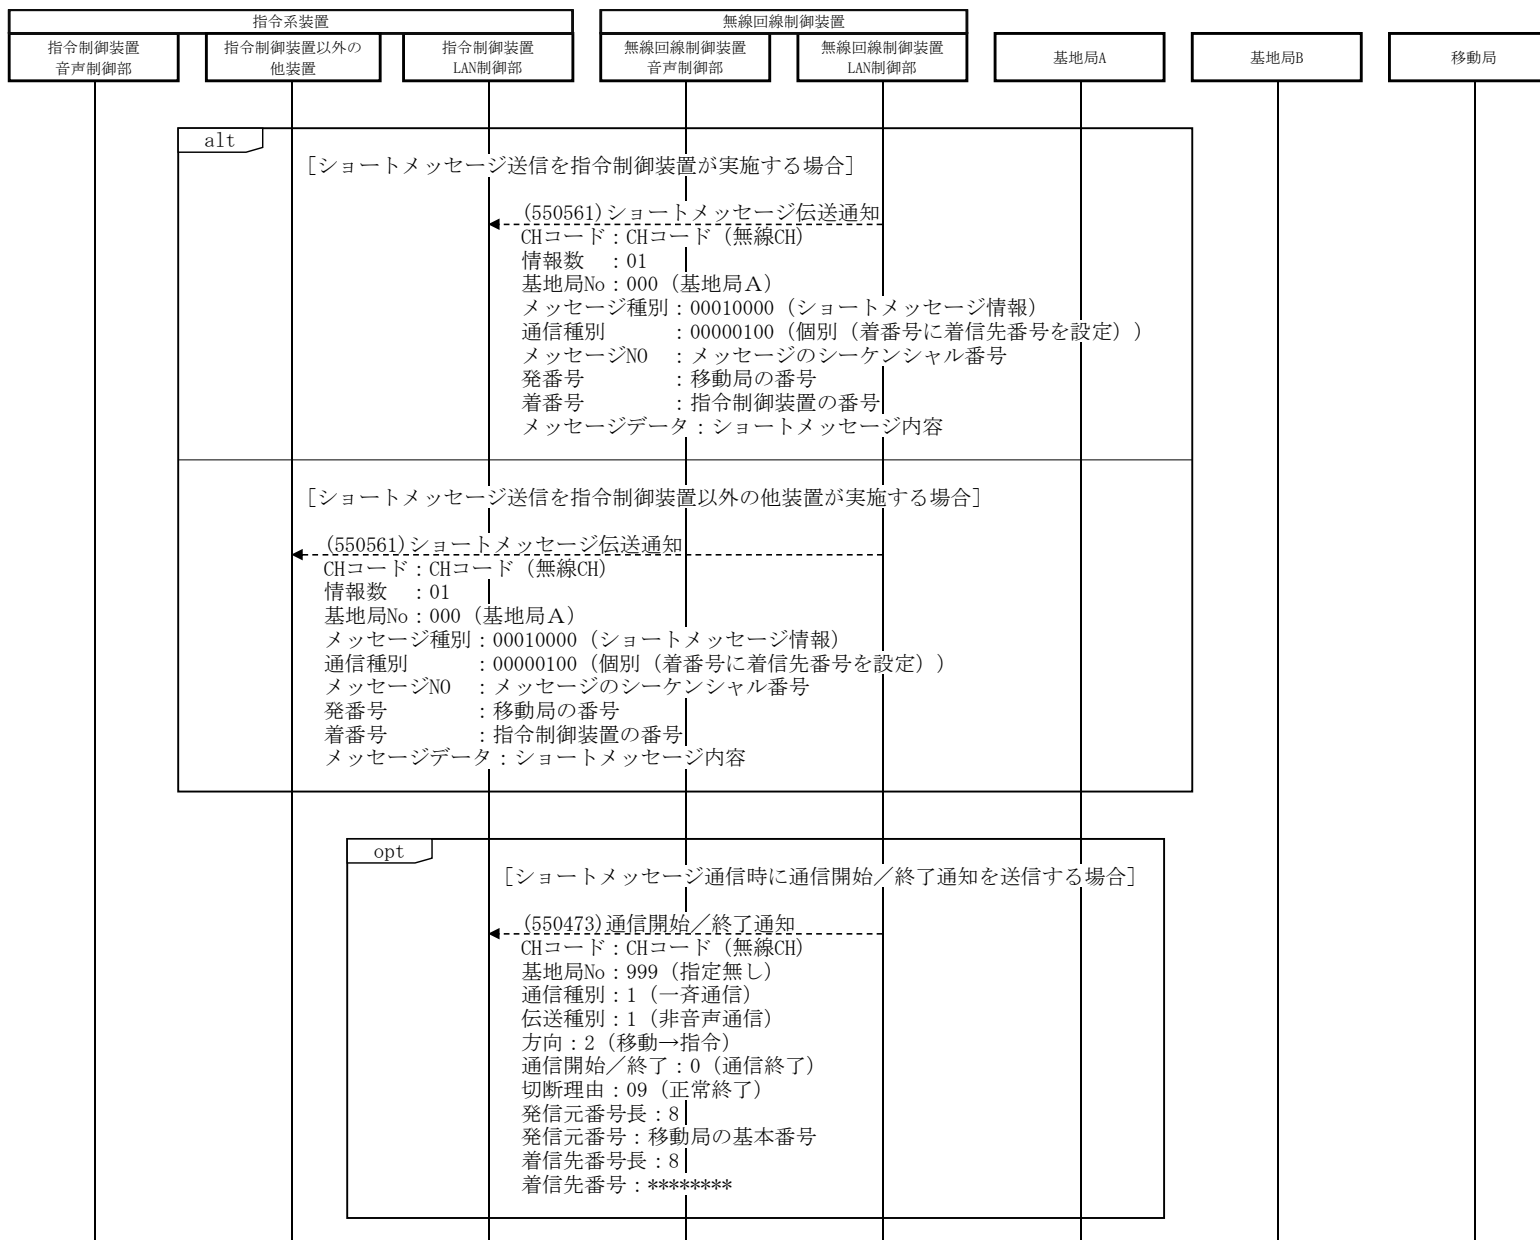 指令系装置
無線回線制御装置
指令制御装置
音声制御部
指令制御装置以外の
他装置
指令制御装置
LAN制御部
無線回線制御装置
音声制御部
無線回線制御装置
LAN制御部
基地局A
基地局B
移動局
alt
[ショートメッセージ送信を指令制御装置が実施する場合]
(550561)ショートメッセージ伝送通知
CHコード：CHコード（無線CH）
情報数　：01
基地局No：000（基地局Ａ）
メッセージ種別：00010000（ショートメッセージ情報）
通信種別　　　：00000100（個別（着番号に着信先番号を設定））
メッセージNO　：メッセージのシーケンシャル番号
発番号　　　　：移動局の番号
着番号　　　　：指令制御装置の番号
メッセージデータ：ショートメッセージ内容
[ショートメッセージ送信を指令制御装置以外の他装置が実施する場合]
(550561)ショートメッセージ伝送通知
CHコード：CHコード（無線CH）
情報数　：01
基地局No：000（基地局Ａ）
メッセージ種別：00010000（ショートメッセージ情報）
通信種別　　　：00000100（個別（着番号に着信先番号を設定））
メッセージNO　：メッセージのシーケンシャル番号
発番号　　　　：移動局の番号
着番号　　　　：指令制御装置の番号
メッセージデータ：ショートメッセージ内容
opt
[ショートメッセージ通信時に通信開始／終了通知を送信する場合]
(550473)通信開始／終了通知
CHコード：CHコード（無線CH）
基地局No：999（指定無し）
通信種別：1（一斉通信）
伝送種別：1（非音声通信）
方向：2（移動→指令）
通信開始／終了：0（通信終了）
切断理由：09（正常終了）
発信元番号長：8
発信元番号：移動局の基本番号
着信先番号長：8
着信先番号：********